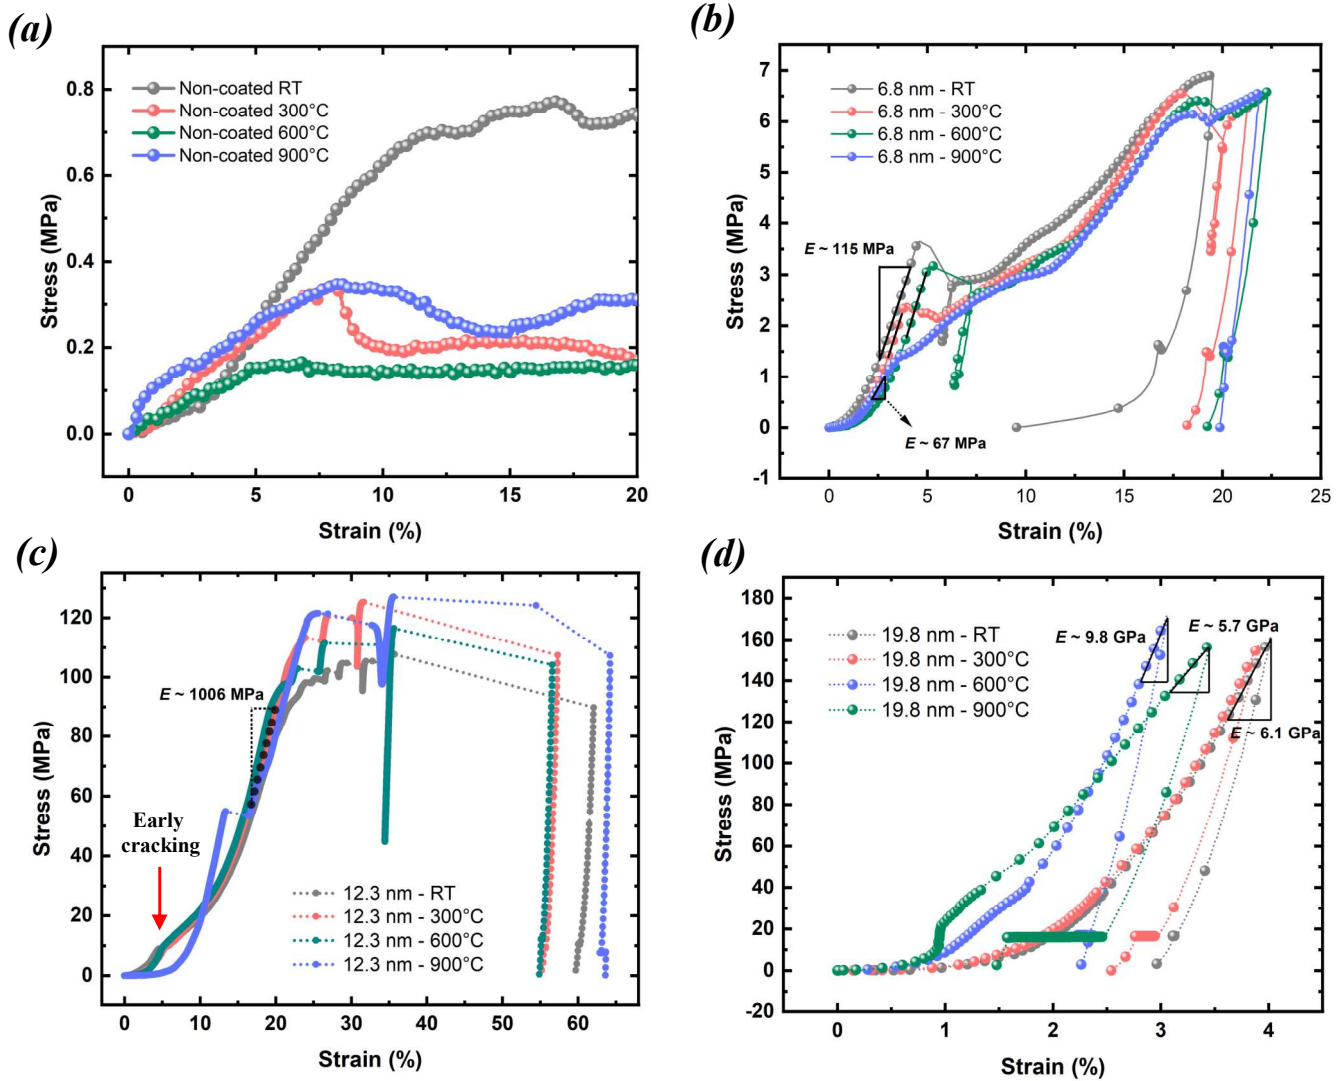 (a)
0.8
0.6
0.4
0.2
0.0
Stress (MPa)
Non-coated RT
Non-coated 300°C
Non-coated 600°C
Non-coated 900°C
0
5
10
15
20
Strain (%)
(b)
7
6
5
4
3
2
1
0
-1
Stress (MPa)
6.8 nm - RT
6.8 nm - 300°C
6.8 nm - 600°C
6.8 nm - 900°C
E ~ 115 MPa
E ~ 67 MPa
0
5
10
15
20
25
Strain (%)
(c)
120
100
80
60
40
20
0
Stress (MPa)
E ~ 1006 MPa
Early
cracking
12.3 nm - RT
12.3 nm - 300°C
12.3 nm - 600°C
12.3 nm - 900°C
0
10
20
30
40
50
60
Strain (%)
(d)
180
160
140
120
100
80
60
40
20
0
-20
Stress (MPa)
19.8 nm - RT
19.8 nm - 300°C
19.8 nm - 600°C
19.8 nm - 900°C
E ~ 9.8 GPa
E ~ 5.7 GPa
E ~ 6.1 GPa
0
1
2
3
4
Strain (%)